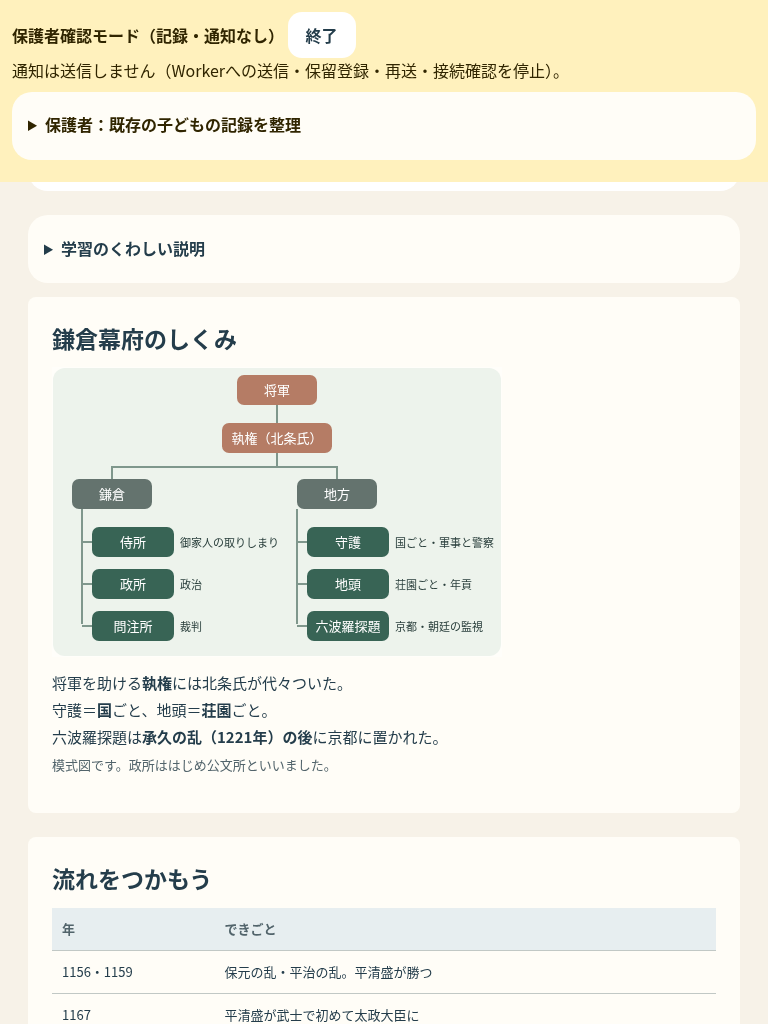 保護者確認モード（記録・通知なし） 終了
通知は送信しません（Workerへの送信・保留登録・再送・接続確認を停止）。
▶ 保護者：既存の子どもの記録を整理
▶ 学習のくわしい説明
鎌倉幕府のしくみ
将軍
執権（北条氏）
鎌倉 地方
侍所 御家人の取りしまり 守護 国ごと・軍事と警察
政所 政治 地頭 荘園ごと・年貢
問注所 裁判 六波羅探題 京都・朝廷の監視
将軍を助ける執権には北条氏が代々ついた。
守護＝国ごと、地頭＝荘園ごと。
六波羅探題は承久の乱（1221年）の後に京都に置かれた。
模式図です。政所ははじめ公文所といいました。
流れをつかもう
年 できごと
1156・1159 保元の乱・平治の乱。平清盛が勝つ
1167 平清盛が武士で初めて太政大臣に